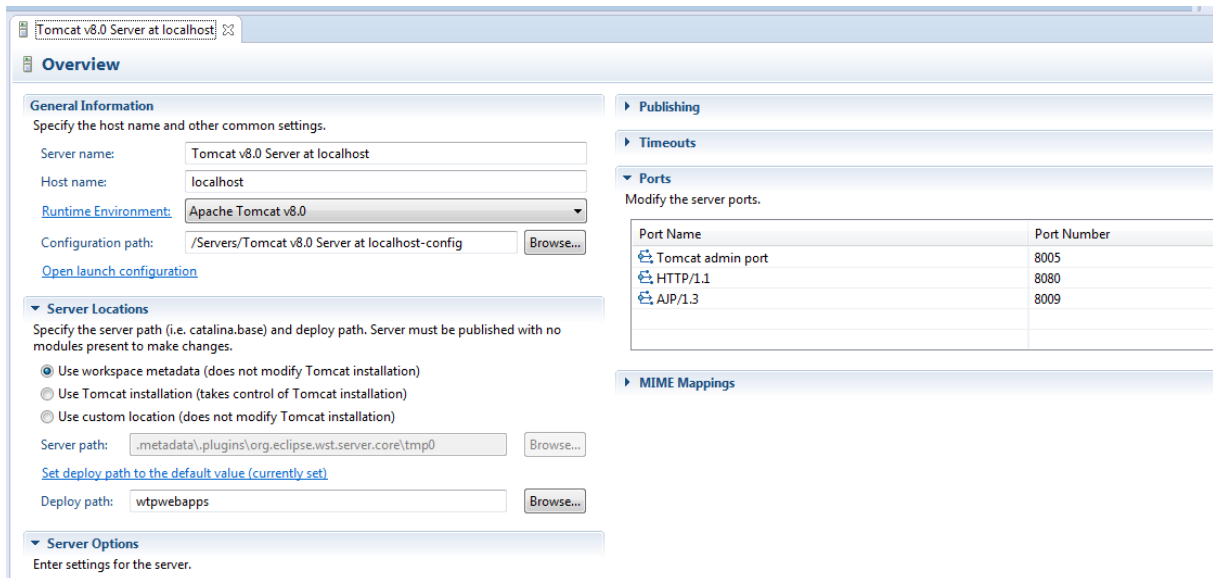 Tomcat v8.0 Server at localhost
Overview
General Information
Specify the host name and other common settings.
Server name: Tomcat v8.0 Server at localhost
Host name: localhost
Runtime Environment: Apache Tomcat v8.0
Configuration path: /Servers/Tomcat v8.0 Server at localhost-config Browse...
Open launch configuration
Server Locations
Specify the server path (i.e. catalina.base) and deploy path. Server must be published with no
modules present to make changes.
Use workspace metadata (does not modify Tomcat installation)
Use Tomcat installation (takes control of Tomcat installation)
Use custom location (does not modify Tomcat installation)
Server path: .metadata\.plugins\org.eclipse.wst.server.core\tmp0 Browse...
Set deploy path to the default value (currently set)
Deploy path: wtpwebapps Browse...
Server Options
Enter settings for the server.
Publishing
Timeouts
Ports
Modify the server ports.
Port Name Port Number
Tomcat admin port 8005
HTTP/1.1 8080
AJP/1.3 8009
MIME Mappings